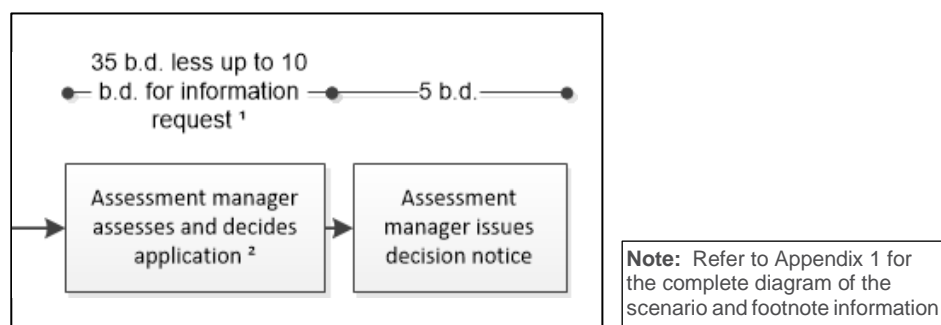 35 b.d. less up to 10
b.d. for information
request ¹
5 b.d.
Assessment manager
assesses and decides
application ²
Assessment
manager issues
decision notice
Note: Refer to Appendix 1 for
the complete diagram of the
scenario and footnote information